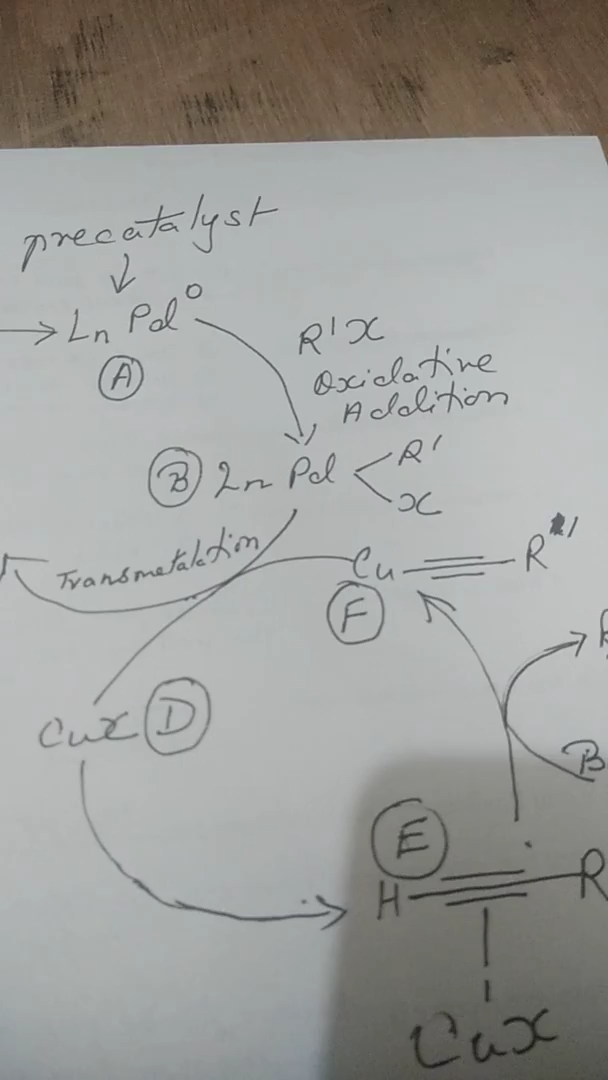 precatalyst
Ln Pd⁰
A
R'X
Oxidative
Addition
B Ln Pd
R'
X
Transmetalation
Cu≡R"
F
CuX D
B
E
H≡R
CuX